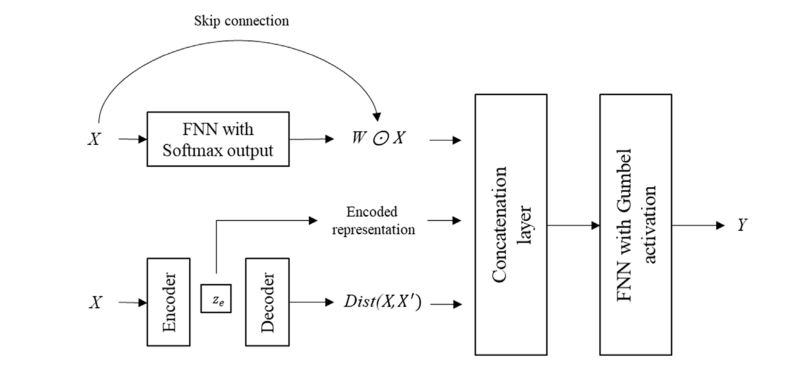 Skip connection
X
FNN with
Softmax output
W ⊙ X
Encoded
representation
X
Encoder
z_e
Decoder
Dist(X,X′)
Concatenation
layer
FNN with Gumbel
activation
Y